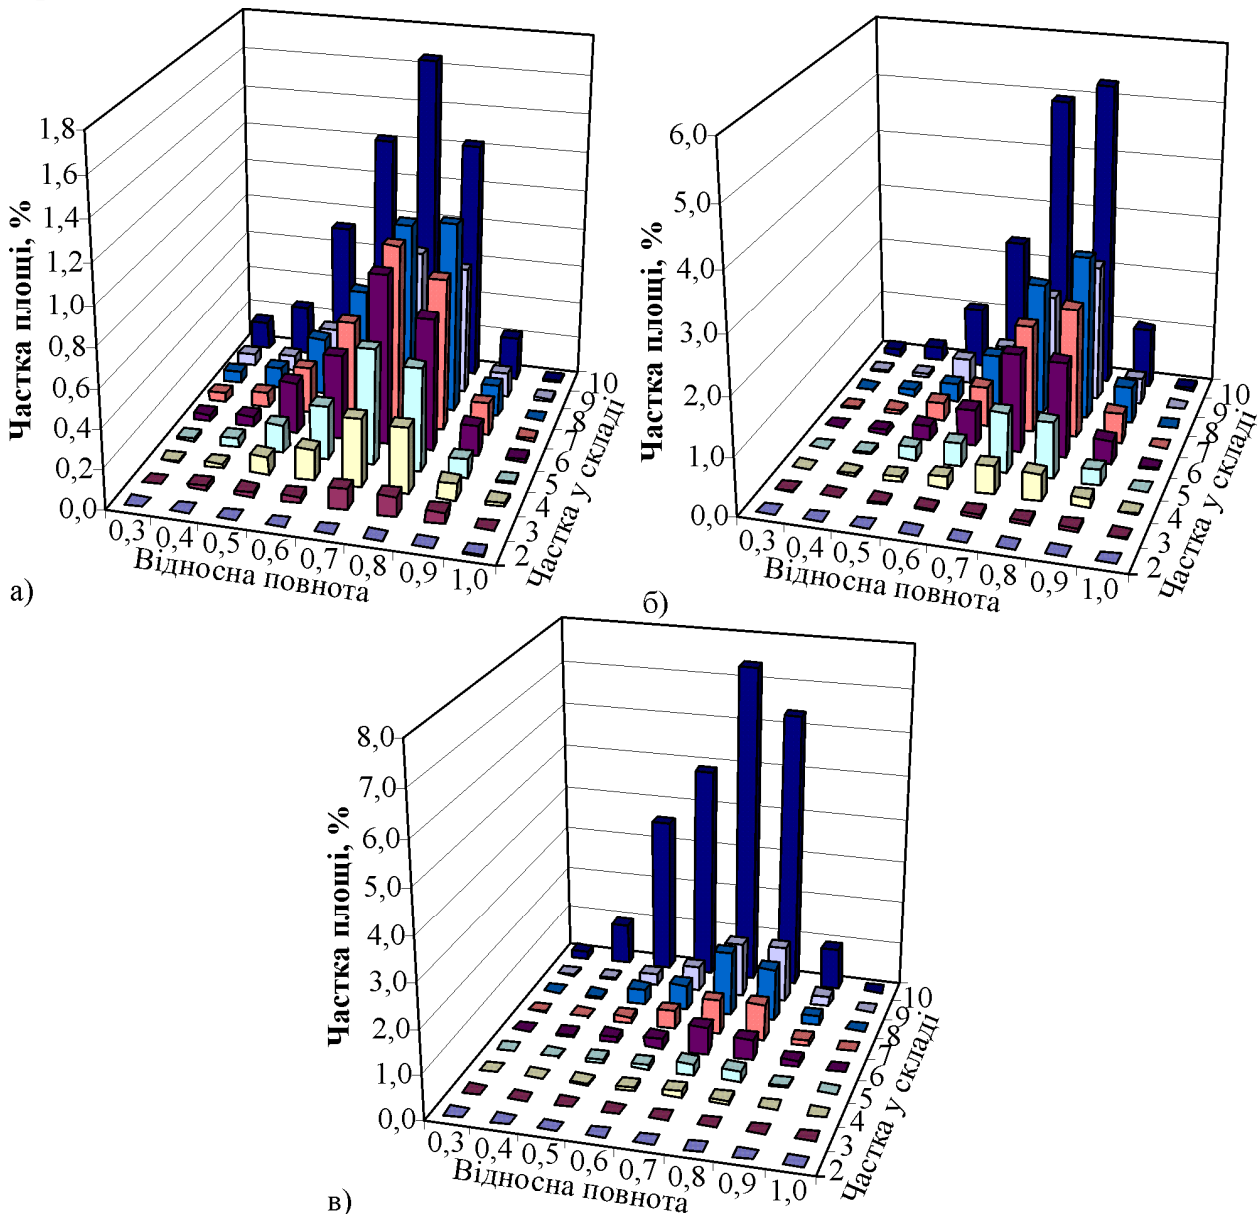 1,8
1,6
1,4
1,2
1,0
0,8
0,6
0,4
0,2
0,0
Частка площі, %
0,3 0,4 0,5 0,6 0,7 0,8 0,9 1,0
Відносна повнота
2 3 4 5 6 7 8 9 10
Частка у складі
а)
6,0
5,0
4,0
3,0
2,0
1,0
0,0
Частка площі, %
0,3 0,4 0,5 0,6 0,7 0,8 0,9 1,0
Відносна повнота
2 3 4 5 6 7 8 9 10
Частка у складі
б)
8,0
7,0
6,0
5,0
4,0
3,0
2,0
1,0
0,0
Частка площі, %
0,3 0,4 0,5 0,6 0,7 0,8 0,9 1,0
Відносна повнота
2 3 4 5 6 7 8 9 10
Частка у складі
в)